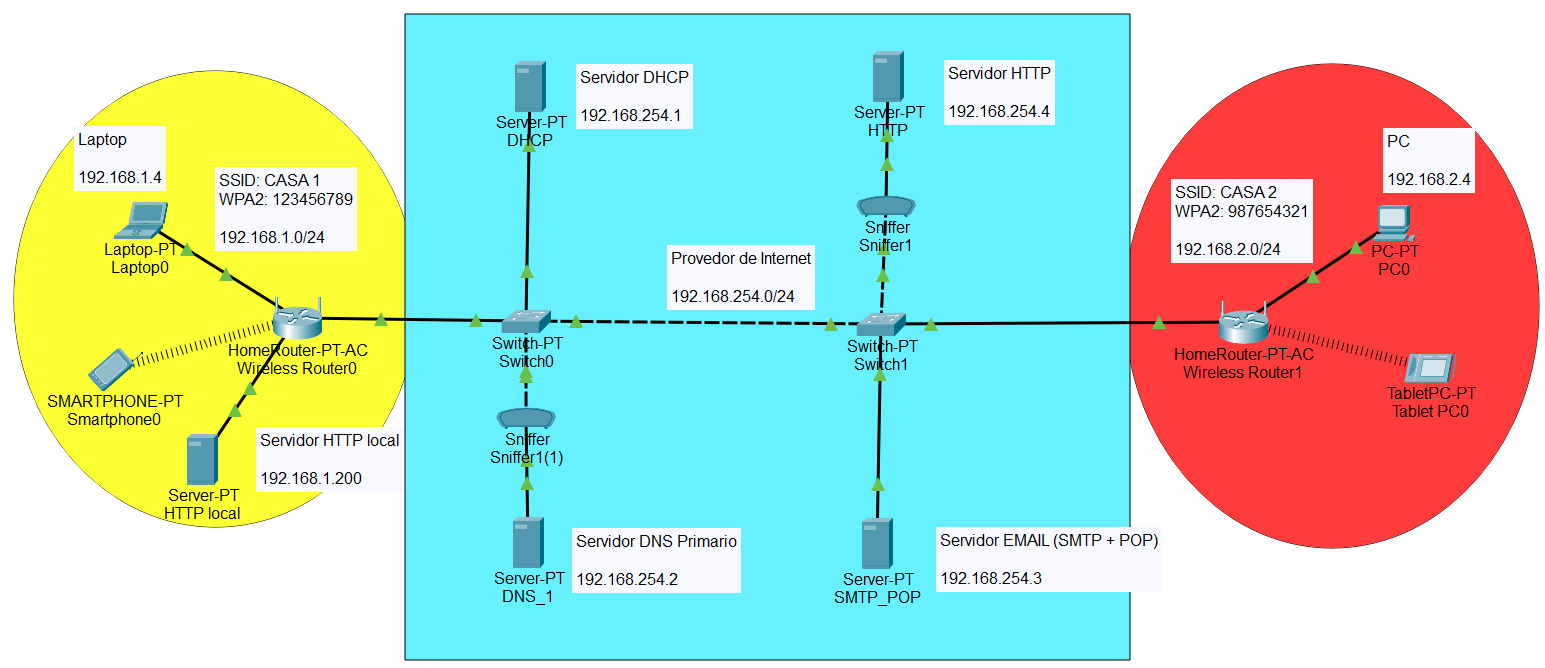 Laptop
192.168.1.4
Laptop-PT
Laptop0
SSID: CASA 1
WPA2: 123456789
192.168.1.0/24
HomeRouter-PT-AC
Wireless Router0
SMARTPHONE-PT
Smartphone0
Servidor HTTP local
192.168.1.200
Server-PT
HTTP local
Servidor DHCP
192.168.254.1
Server-PT
DHCP
Servidor HTTP
192.168.254.4
Server-PT
HTTP
Sniffer
Sniffer1
Provedor de Internet
192.168.254.0/24
Switch-PT
Switch0
Switch-PT
Switch1
Sniffer
Sniffer1(1)
Servidor DNS Primario
192.168.254.2
Server-PT
DNS_1
Servidor EMAIL (SMTP + POP)
192.168.254.3
Server-PT
SMTP_POP
SSID: CASA 2
WPA2: 987654321
192.168.2.0/24
PC
192.168.2.4
PC-PT
PC0
HomeRouter-PT-AC
Wireless Router1
TabletPC-PT
Tablet PC0